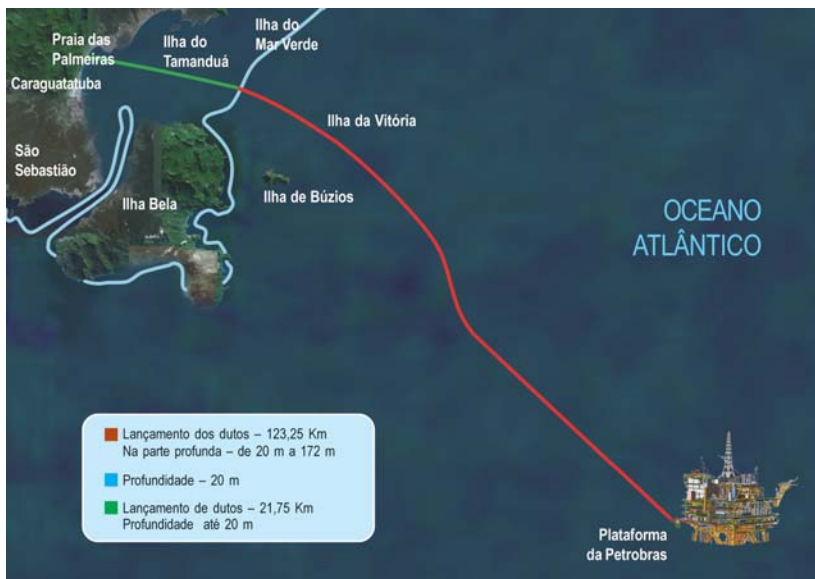 Praia das
Palmeiras
Ilha do
Tamanduá
Ilha do
Mar Verde
Caraguatatuba
Ilha da Vitória
São
Sebastião
Ilha Bela
Ilha de Búzios
OCEANO
ATLÂNTICO
Lançamento dos dutos – 123,25 Km
Na parte profunda – de 20 m a 172 m
Profundidade – 20 m
Lançamento de dutos – 21,75 Km
Profundidade até 20 m
Plataforma
da Petrobras